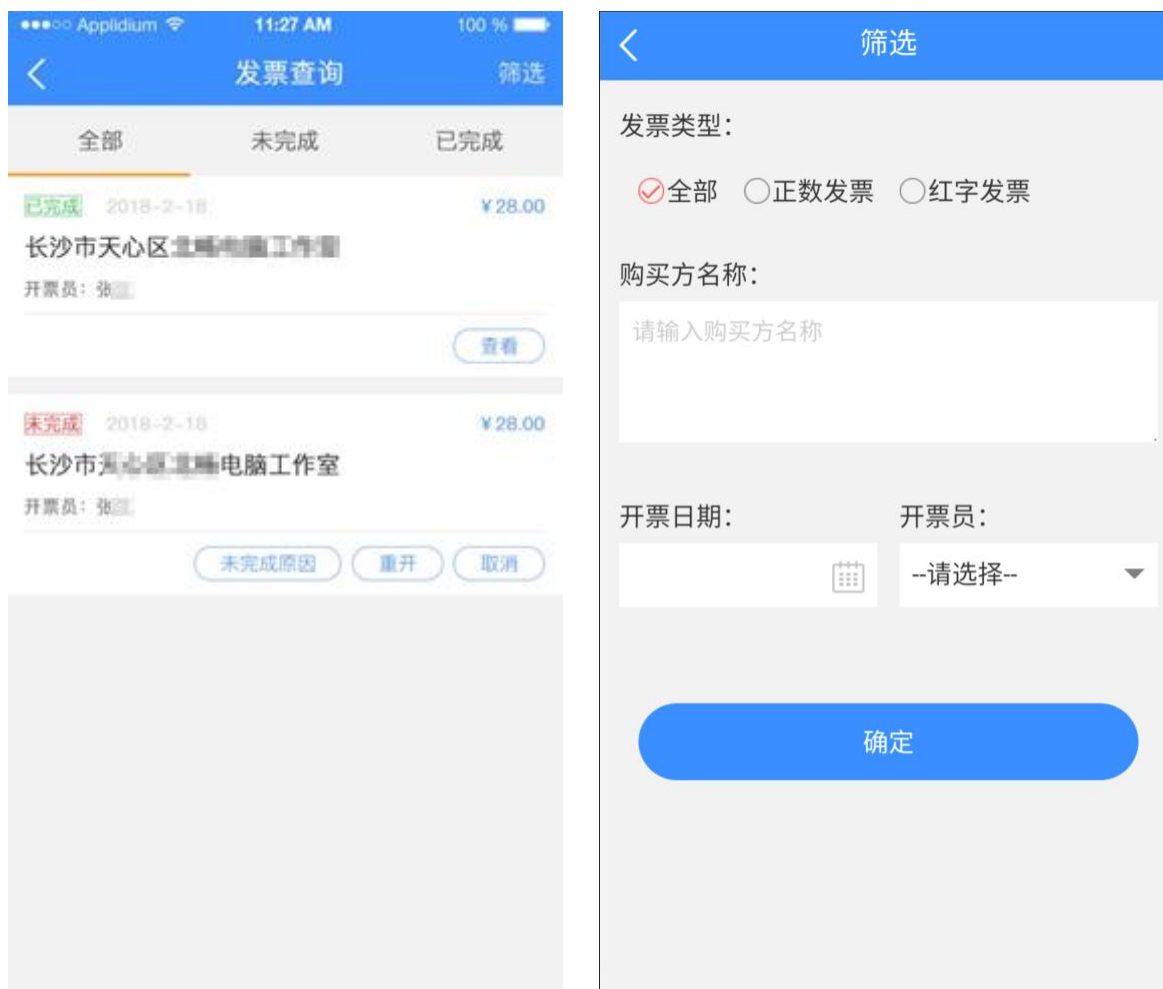 Applidium 11:27 AM 100 %
发票查询 筛选
全部 未完成 已完成
已完成 2018-2-18 ¥28.00
长沙市天心区
开票员：张
查看
未完成 2018-2-18 ¥28.00
长沙市 电脑工作室
开票员：张
未完成原因 重开 取消
筛选
发票类型：
全部 正数发票 红字发票
购买方名称：
请输入购买方名称
开票日期： 开票员：
--请选择--
确定